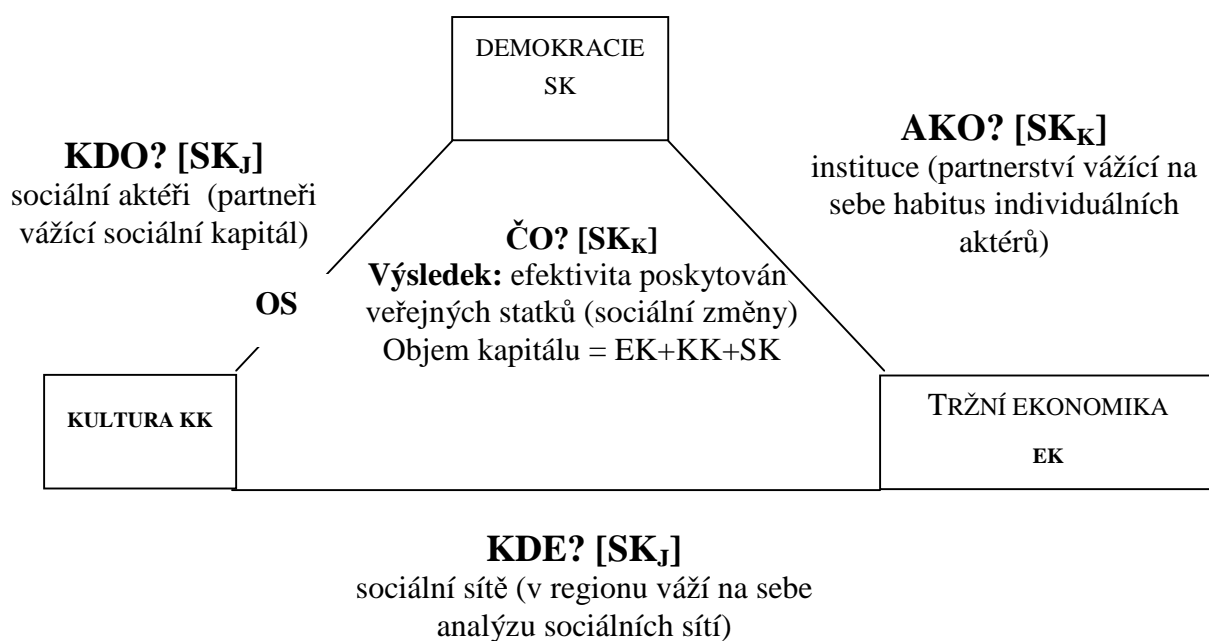 DEMOKRACIE
SK
KDO? [SKJ]
sociální aktéři (partneři
vážící sociální kapitál)
AKO? [SKK]
instituce (partnerství vážící na
sebe habitus individuálních
aktérů)
ČO? [SKK]
Výsledek: efektivita poskytován
veřejných statků (sociální změny)
Objem kapitálu = EK+KK+SK
OS
KULTURA KK
TRŽNÍ EKONOMIKA
EK
KDE? [SKJ]
sociální sítě (v regionu váží na sebe
analýzu sociálních sítí)